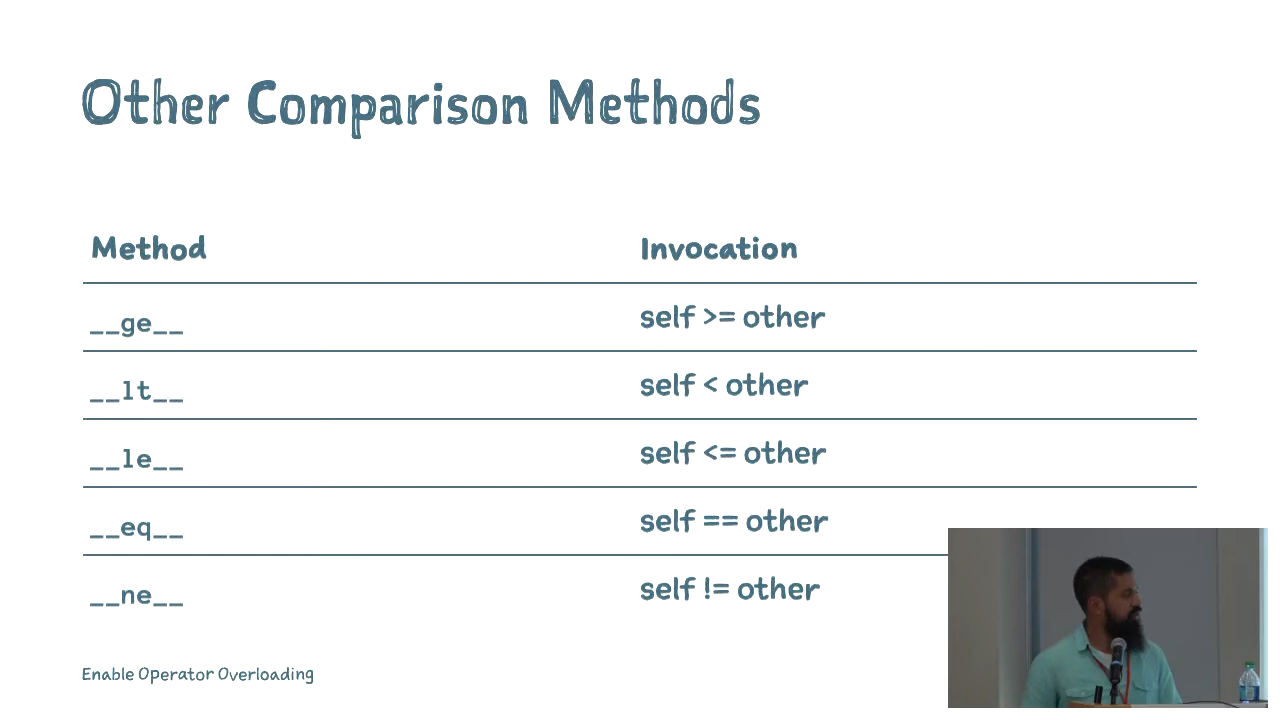 Other Comparison Methods
Method Invocation
__ge__ self >= other
__lt__ self < other
__le__ self <= other
__eq__ self == other
__ne__ self != other
Enable Operator Overloading